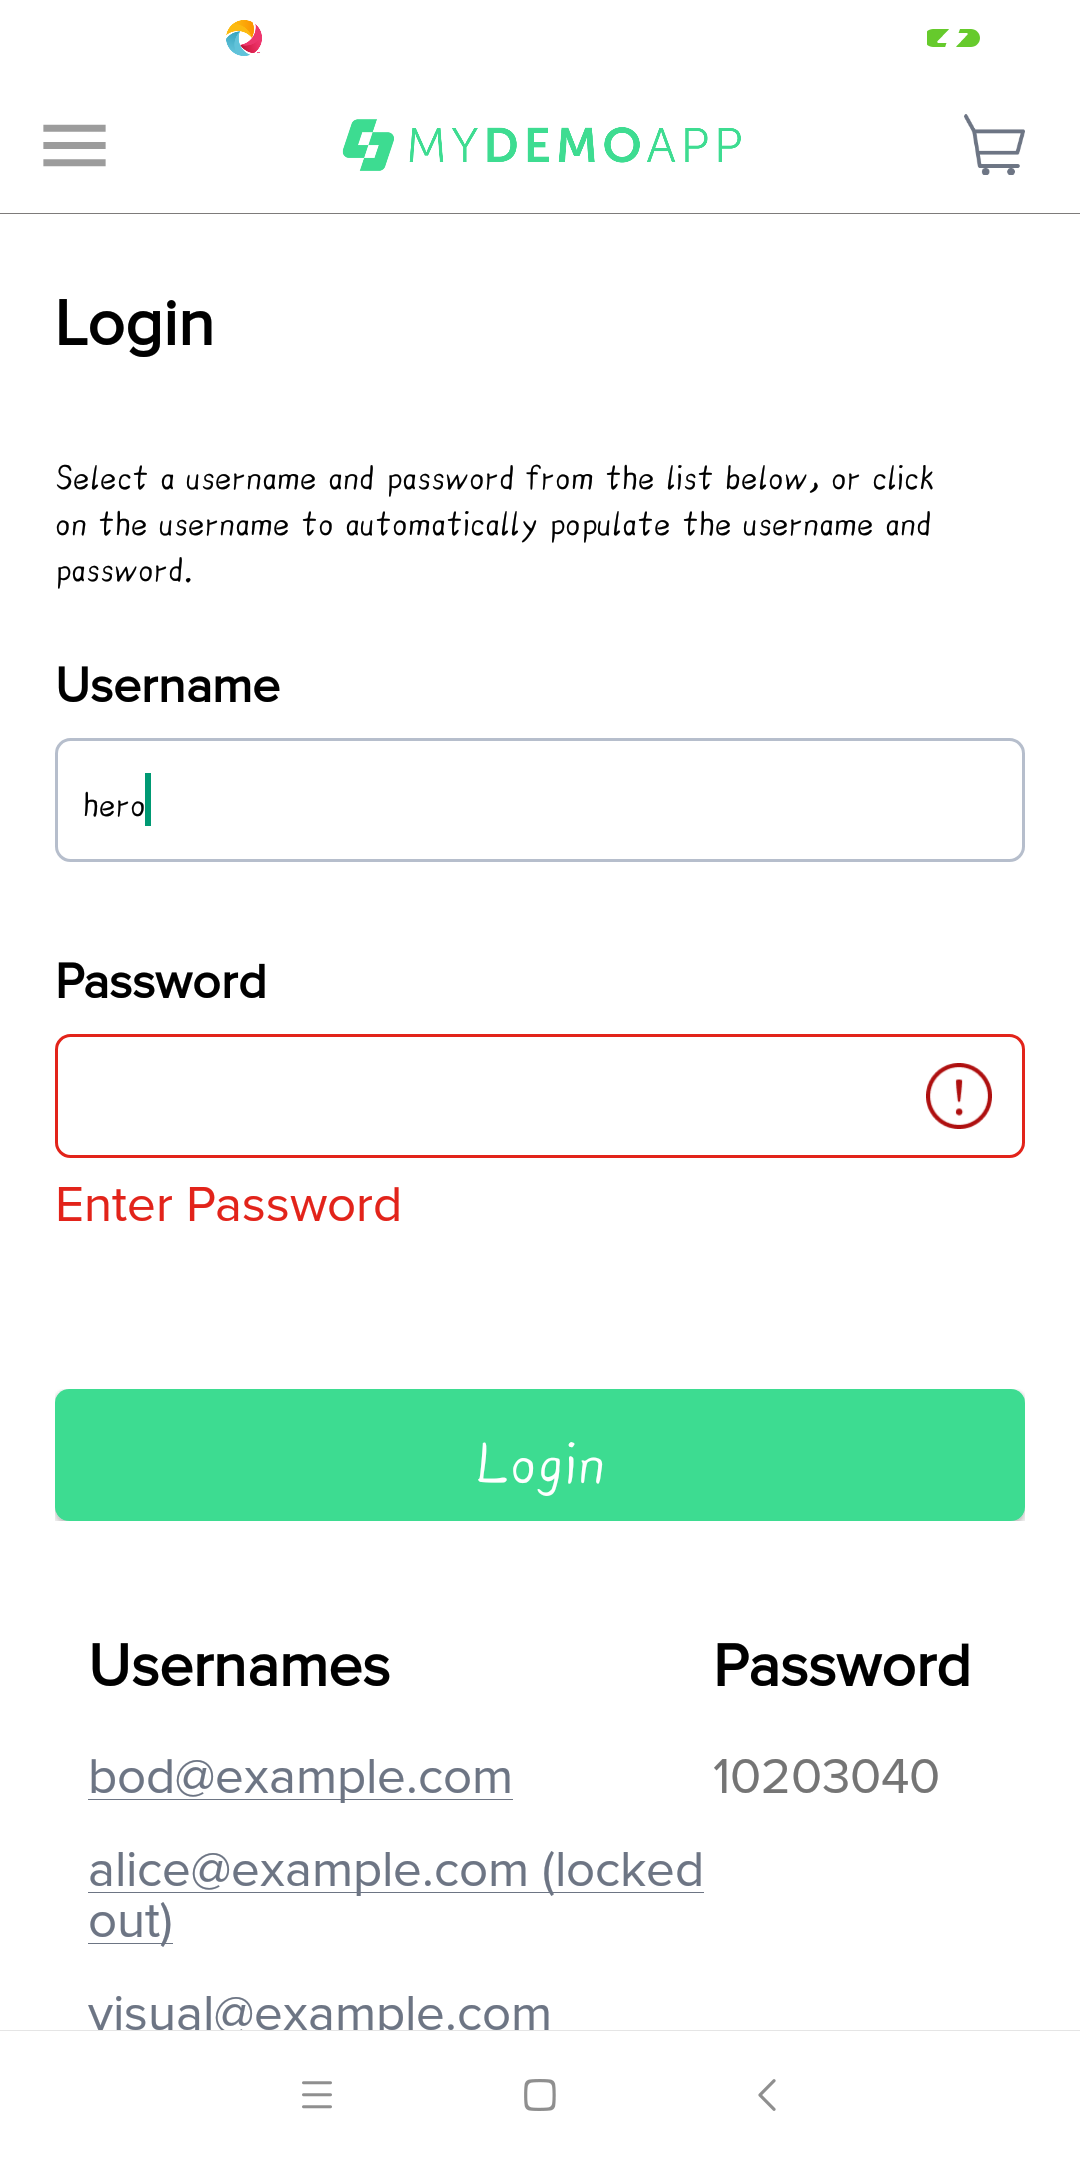 MYDEMOAPP
Login
Select a username and password from the list below, or click
on the username to automatically populate the username and
password.
Username
hero
Password
!
Enter Password
Login
Usernames Password
bod@example.com 10203040
alice@example.com (locked
out)
visual@example.com